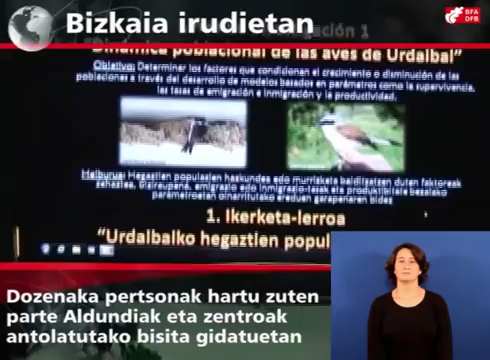 Bizkaia irudietan
BFA
DFB
"Dinámica poblacional de las aves de Urdaibai"
Objetivo: Determinar los factores que condicionan el crecimiento o disminución de las
poblaciones a través del desarrollo de modelos basados en parámetros como la supervivencia,
las tasas de emigración e inmigración y la productividad.
Helburua: Hegaztien populazioen hazkundea edo murrizketa baldintzatzen duten faktoreak
zehaztea, biziraupena, emigrazio edo inmigrazio-tasak eta produktibitatea bezalako
parámetroetan oinarritutako ereduen garapenaren bidez
1. Ikerketa-lerroa
"Urdaibaiko hegaztien popul
Dozenaka pertsonak hartu zuten
parte Aldundiak eta zentroak
antolatutako bisita gidatuetan